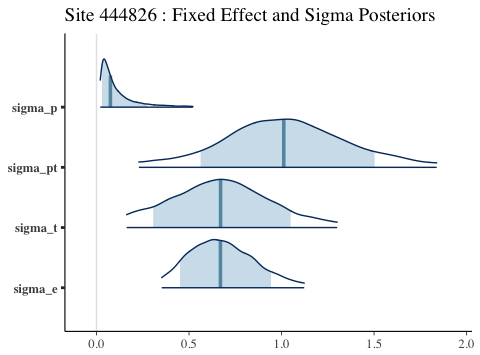 Site 444826 : Fixed Effect and Sigma Posteriors
sigma_p
sigma_pt
sigma_t
sigma_e
0.0 0.5 1.0 1.5 2.0